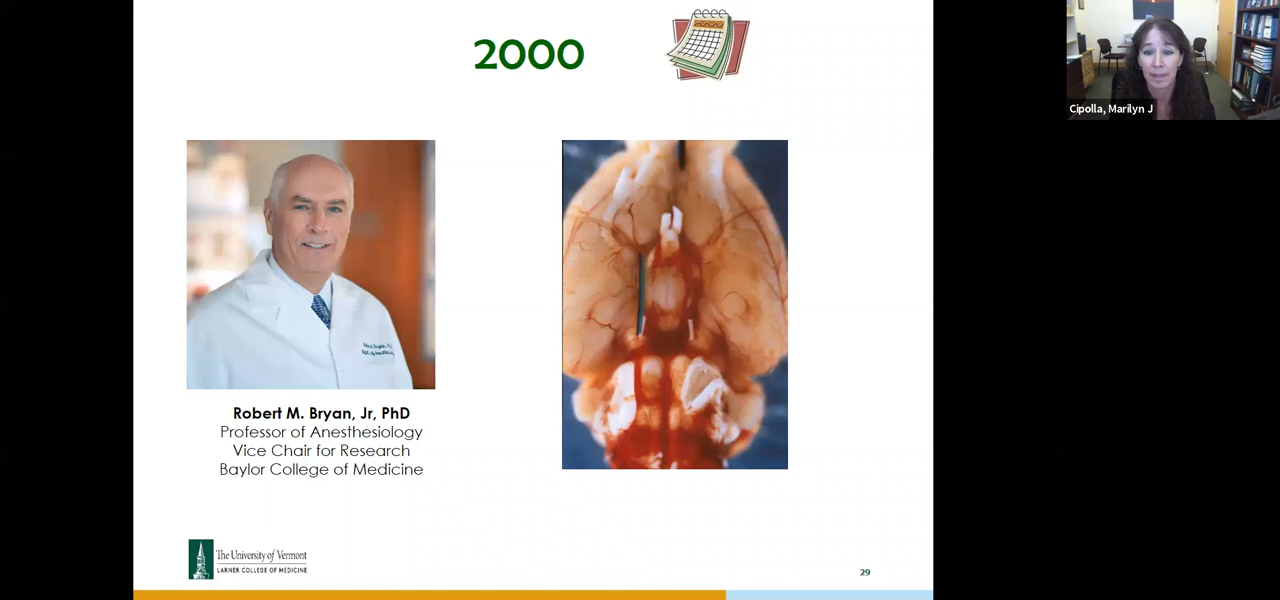 2000
Cipolla, Marilyn J
Robert M. Bryan, Jr, PhD
Professor of Anesthesiology
Vice Chair for Research
Baylor College of Medicine
The University of Vermont
LARNER COLLEGE OF MEDICINE
29